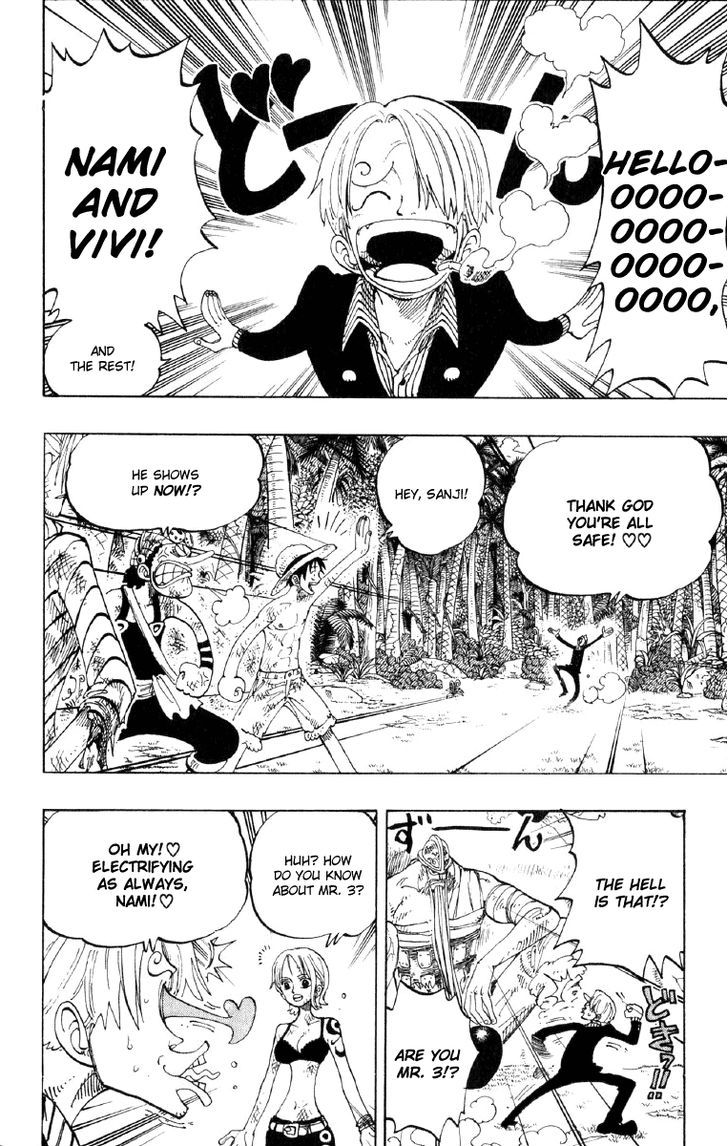 HELLO-
OOOO-
OOOO-
OOOO-
OOOO,
NAMI
AND
VIVI!
AND
THE REST!
どーーん
THANK GOD
YOU'RE ALL
SAFE! ♡♡
HEY, SANJI!
HE SHOWS
UP NOW!?
ずーーん
THE HELL
IS THAT!?
どきっ!!
ARE YOU
MR. 3!?
HUH? HOW
DO YOU KNOW
ABOUT MR. 3?
OH MY!♡
ELECTRIFYING
AS ALWAYS,
NAMI!♡